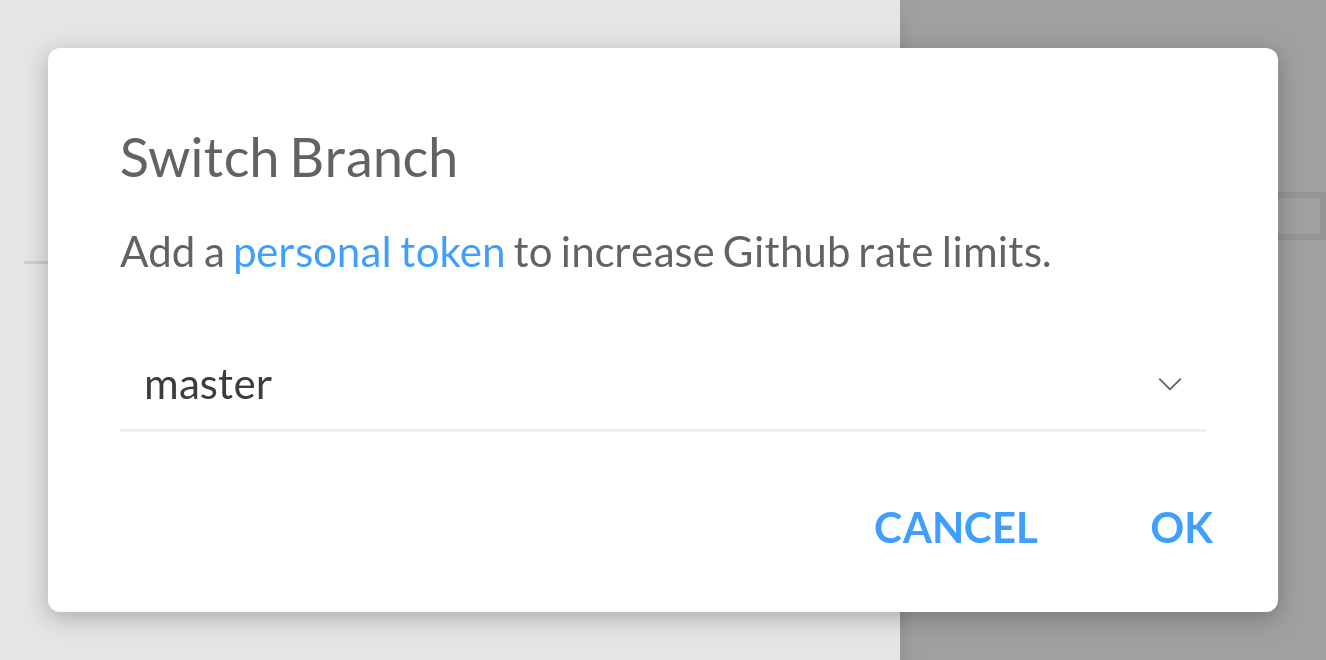 Switch Branch
Add a personal token to increase Github rate limits.
master
CANCEL OK